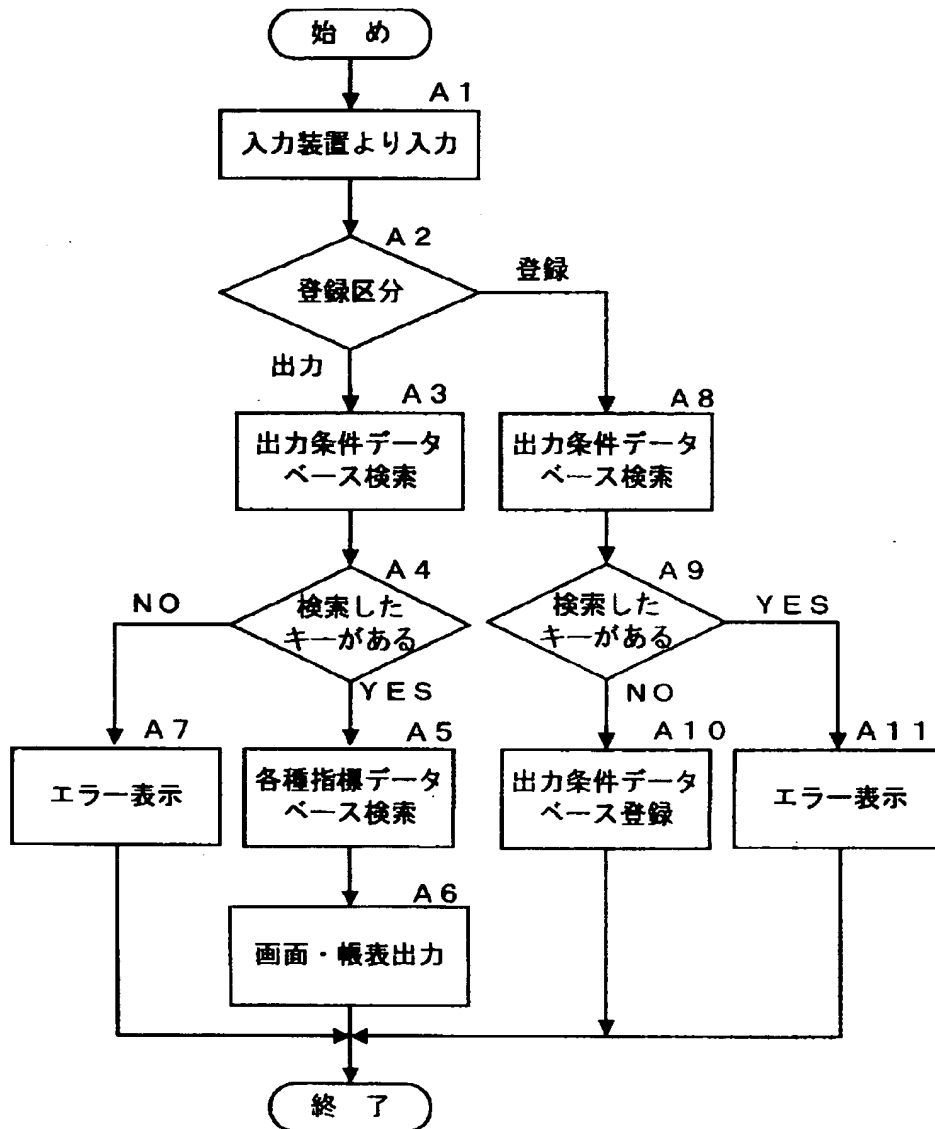 始 め
A1
入力装置より入力
A2
登録区分
登録
出力
A3
出力条件データ
ベース検索
A8
出力条件データ
ベース検索
A4
検索した
キーがある
NO
YES
A9
検索した
キーがある
YES
NO
A7
エラー表示
A5
各種指標データ
ベース検索
A10
出力条件データ
ベース登録
A11
エラー表示
A6
画面・帳表出力
終 了